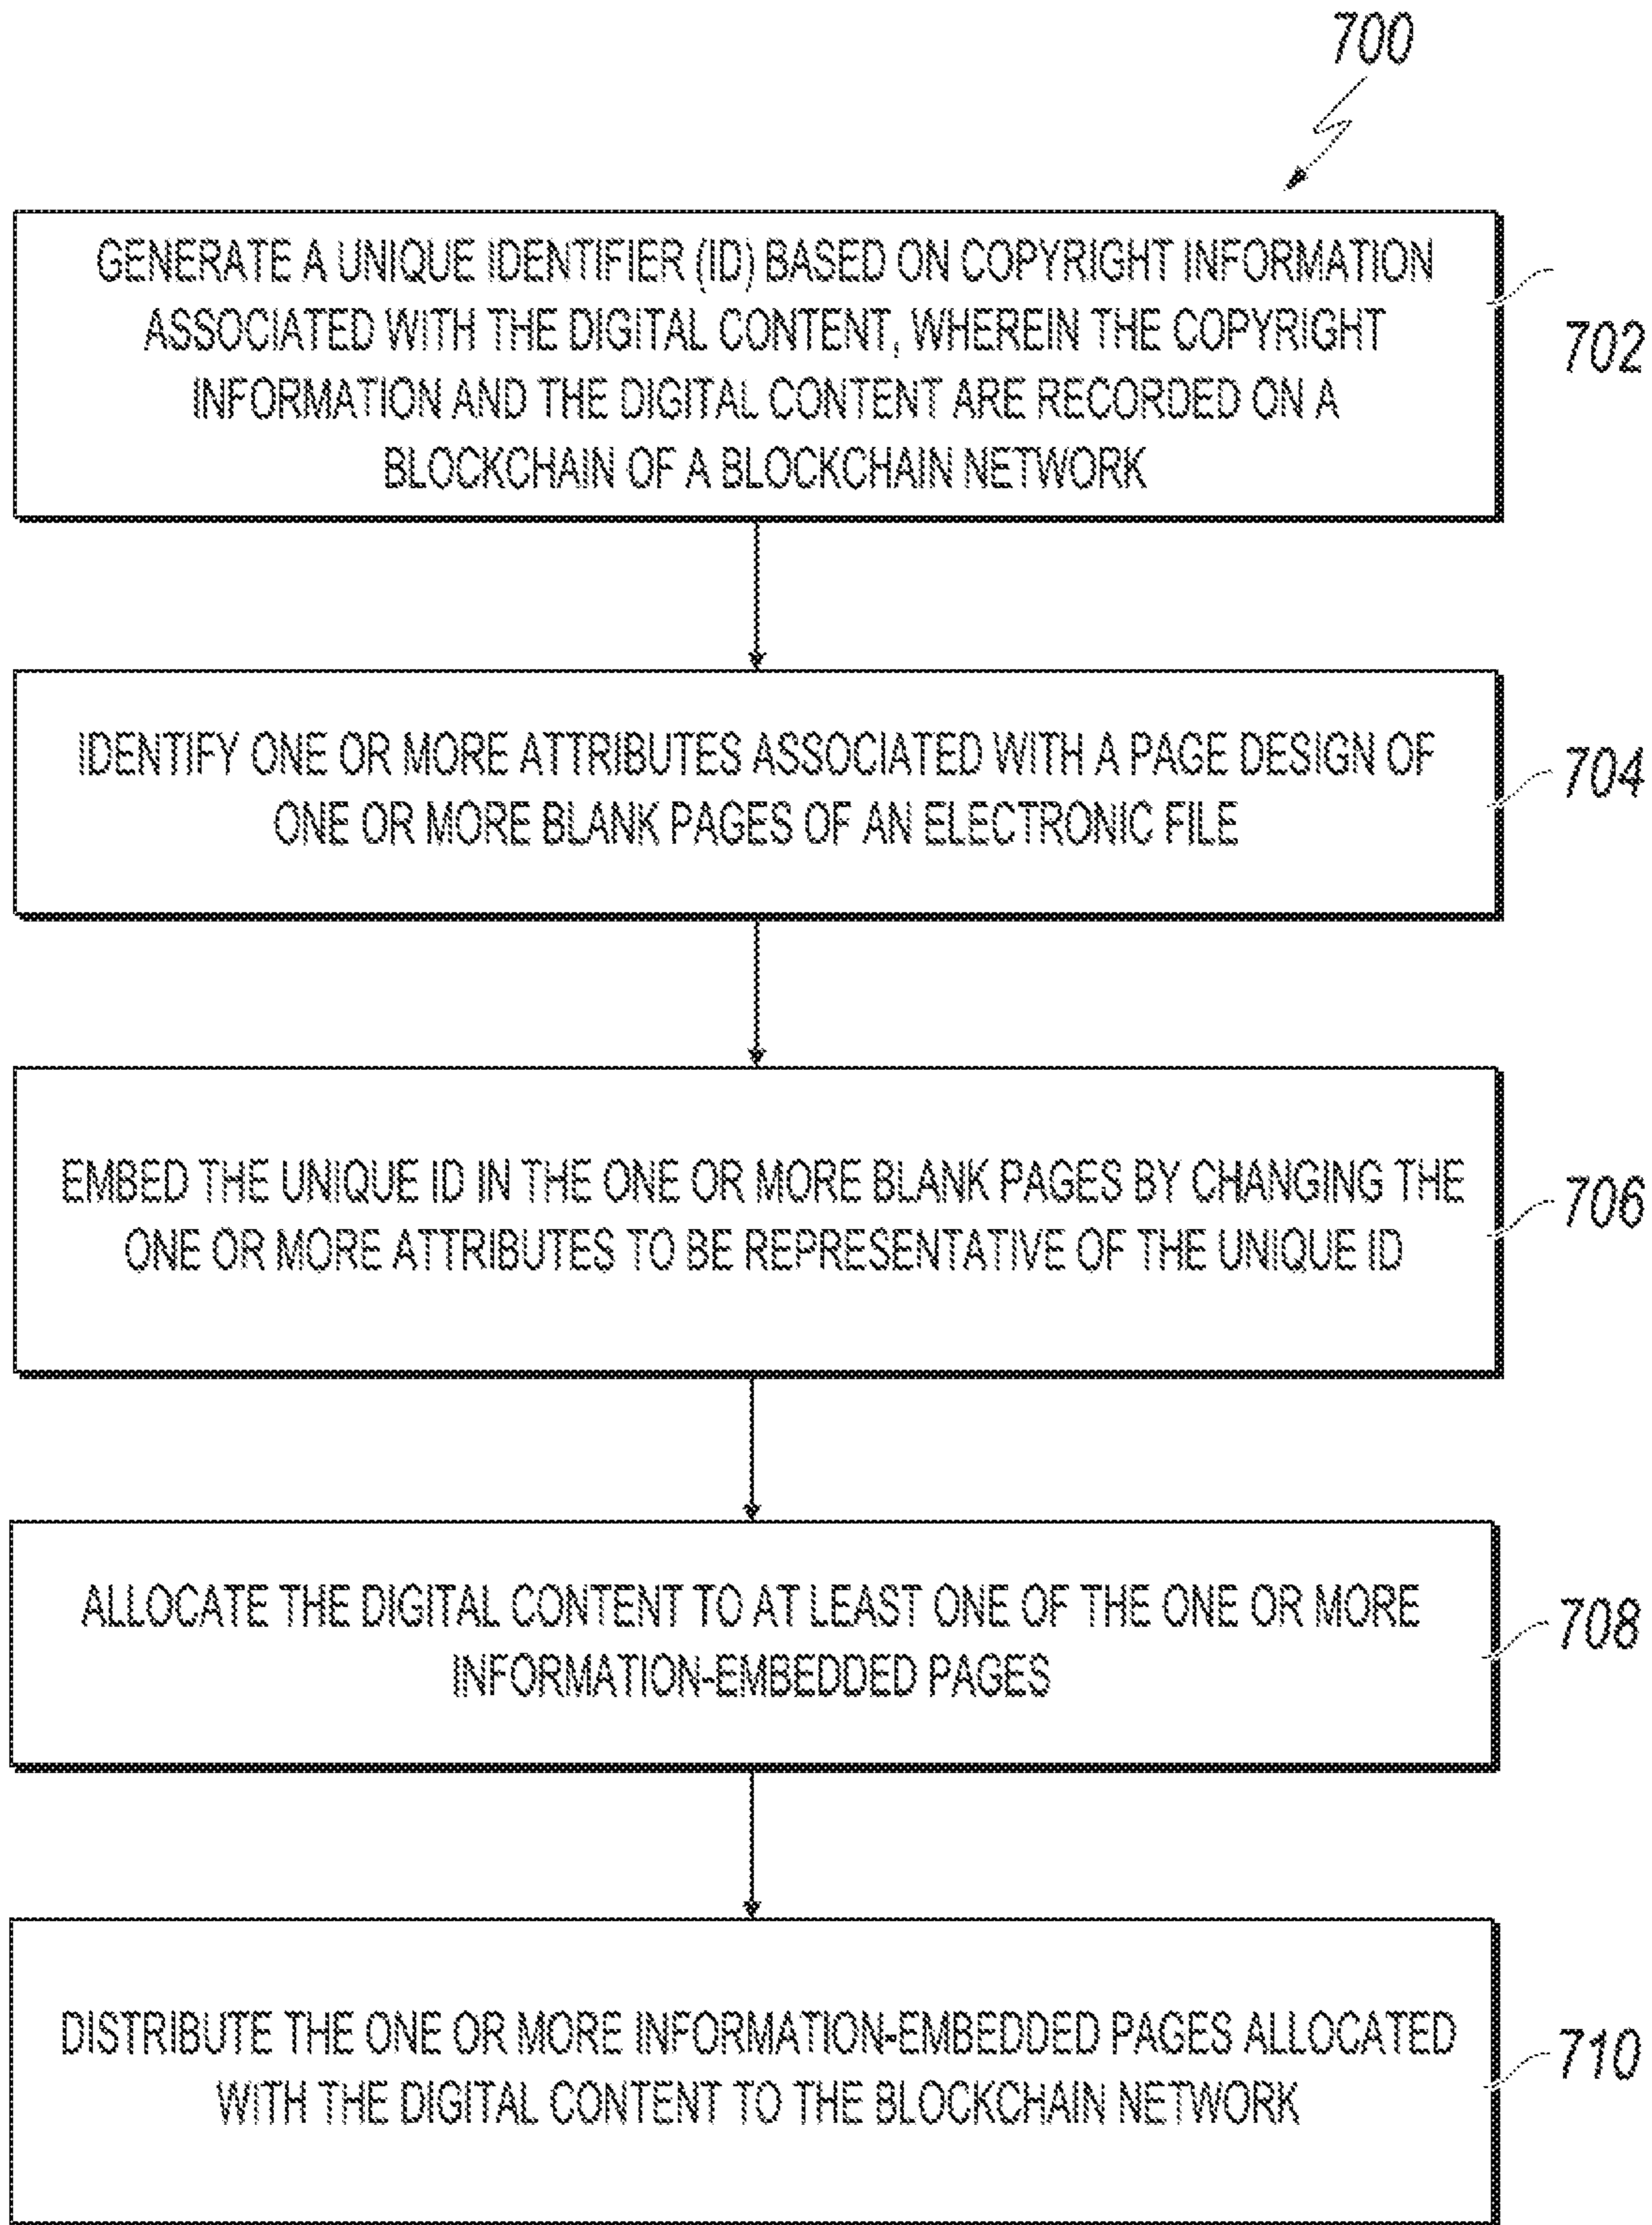 700
GENERATE A UNIQUE IDENTIFIER (ID) BASED ON COPYRIGHT INFORMATION
ASSOCIATED WITH THE DIGITAL CONTENT, WHEREIN THE COPYRIGHT
INFORMATION AND THE DIGITAL CONTENT ARE RECORDED ON A
BLOCKCHAIN OF A BLOCKCHAIN NETWORK
702
IDENTIFY ONE OR MORE ATTRIBUTES ASSOCIATED WITH A PAGE DESIGN OF
ONE OR MORE BLANK PAGES OF AN ELECTRONIC FILE
704
EMBED THE UNIQUE ID IN THE ONE OR MORE BLANK PAGES BY CHANGING THE
ONE OR MORE ATTRIBUTES TO BE REPRESENTATIVE OF THE UNIQUE ID
706
ALLOCATE THE DIGITAL CONTENT TO AT LEAST ONE OF THE ONE OR MORE
INFORMATION-EMBEDDED PAGES
708
DISTRIBUTE THE ONE OR MORE INFORMATION-EMBEDDED PAGES ALLOCATED
WITH THE DIGITAL CONTENT TO THE BLOCKCHAIN NETWORK
710